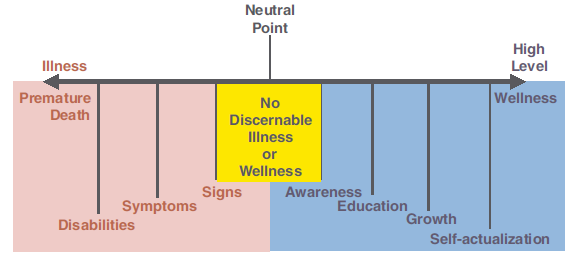 Neutral
Point
Illness
High
Level
Premature
Death
Wellness
No
Discernable
Illness
or
Wellness
Signs
Awareness
Symptoms
Education
Disabilities
Growth
Self-actualization